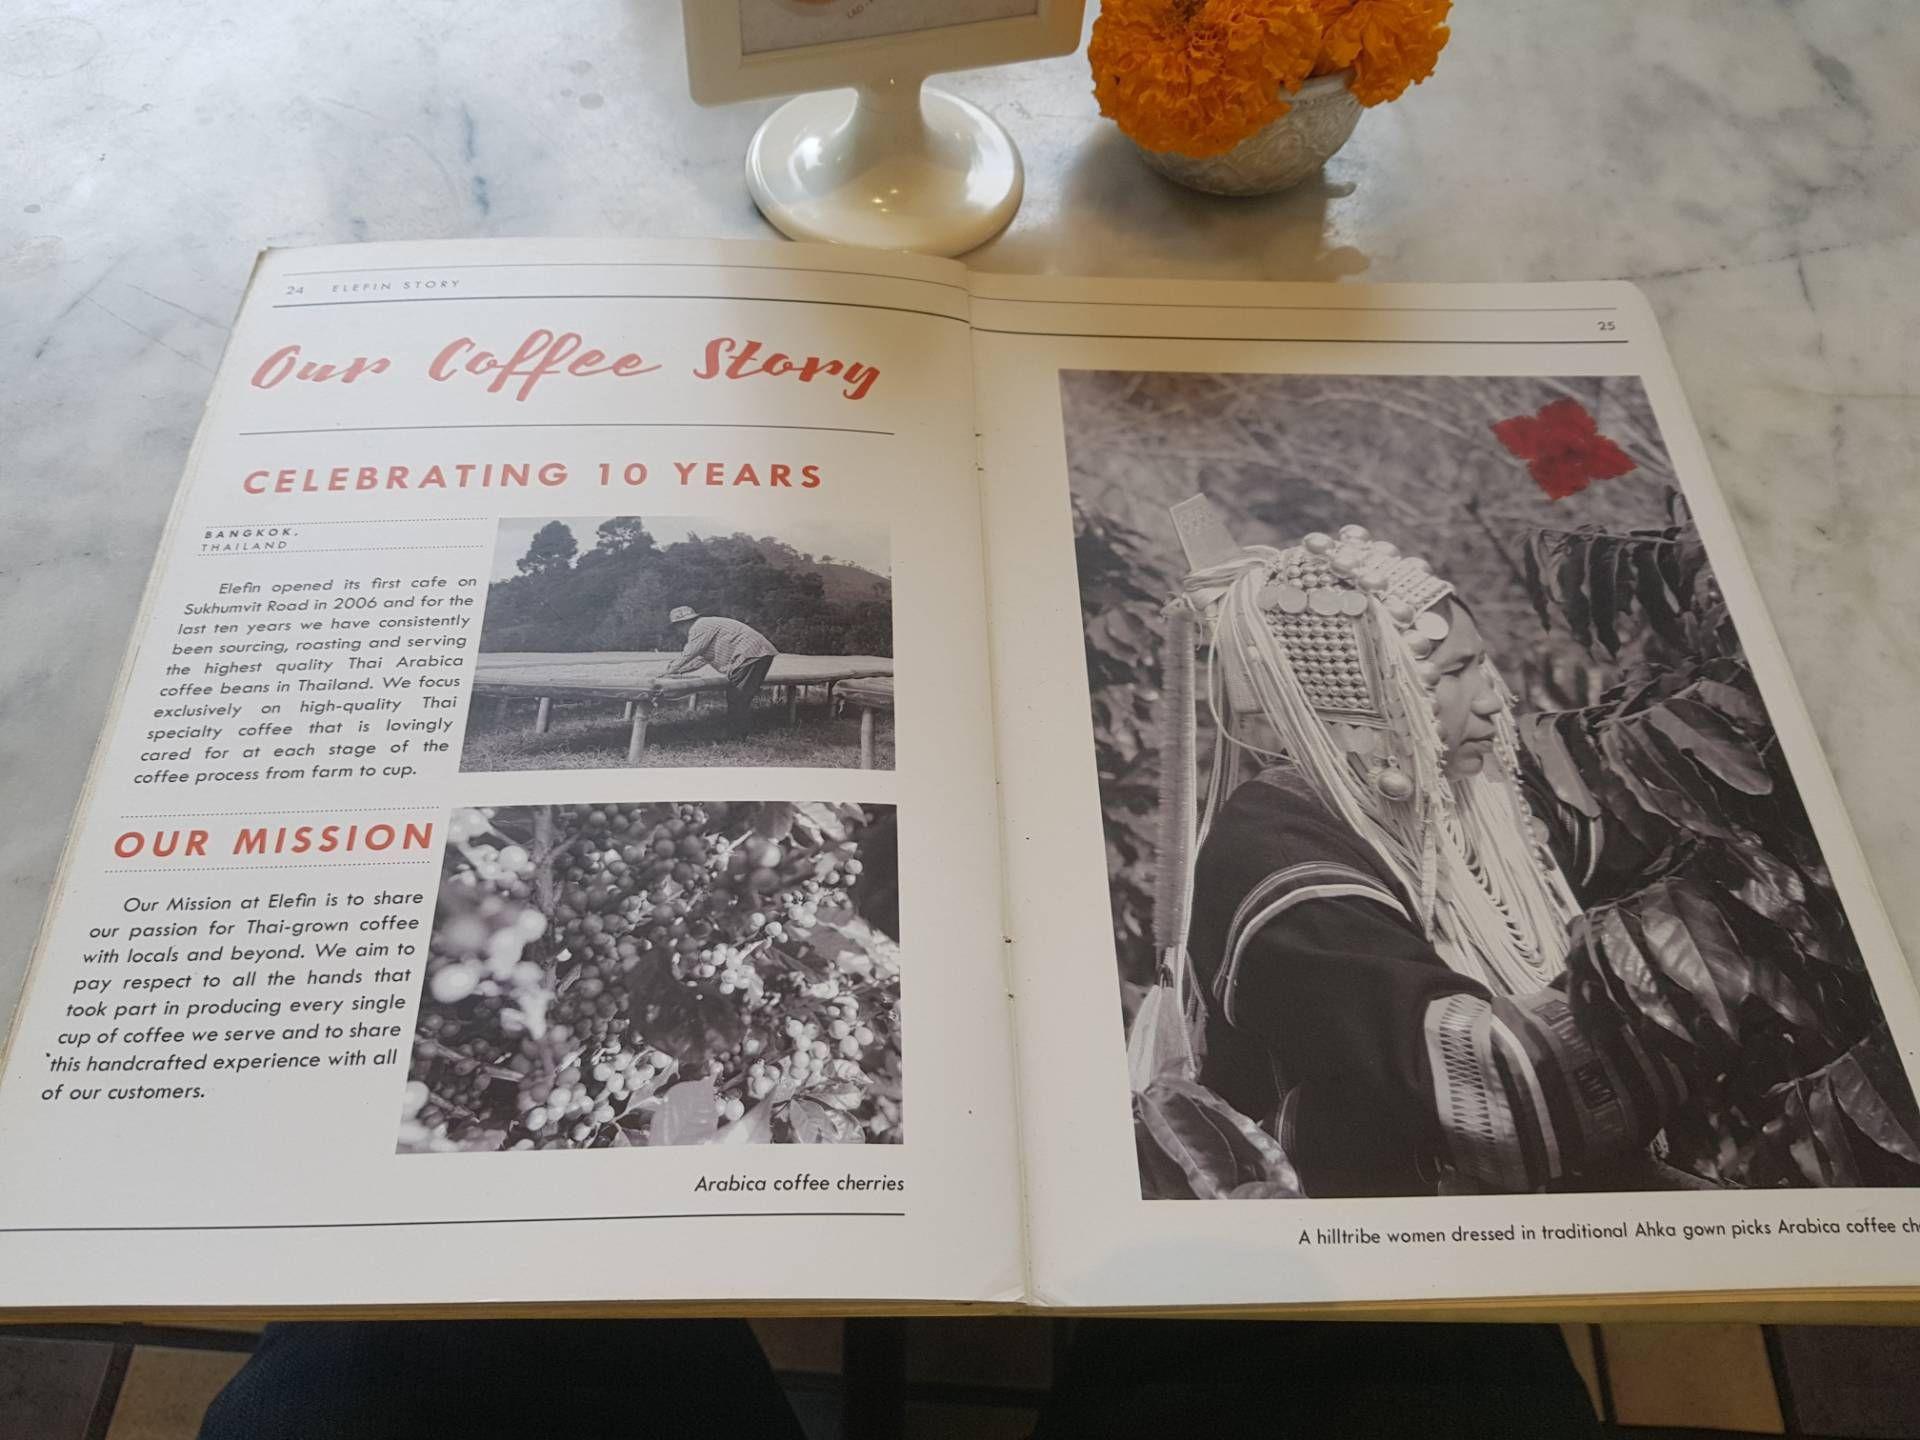 24 ELEFIN STORY
Our Coffee Story
CELEBRATING 10 YEARS
BANGKOK,
THAILAND
Elefin opened its first cafe on
Sukhumvit Road in 2006 and for the
last ten years we have consistently
been sourcing, roasting and serving
the highest quality Thai Arabica
coffee beans in Thailand. We focus
exclusively on high-quality Thai
specialty coffee that is lovingly
cared for at each stage of the
coffee process from farm to cup.
OUR MISSION
Our Mission at Elefin is to share
our passion for Thai-grown coffee
with locals and beyond. We aim to
pay respect to all the hands that
took part in producing every single
cup of coffee we serve and to share
this handcrafted experience with all
of our customers.
Arabica coffee cherries
25
A hilltribe women dressed in traditional Ahka gown picks Arabica coffee